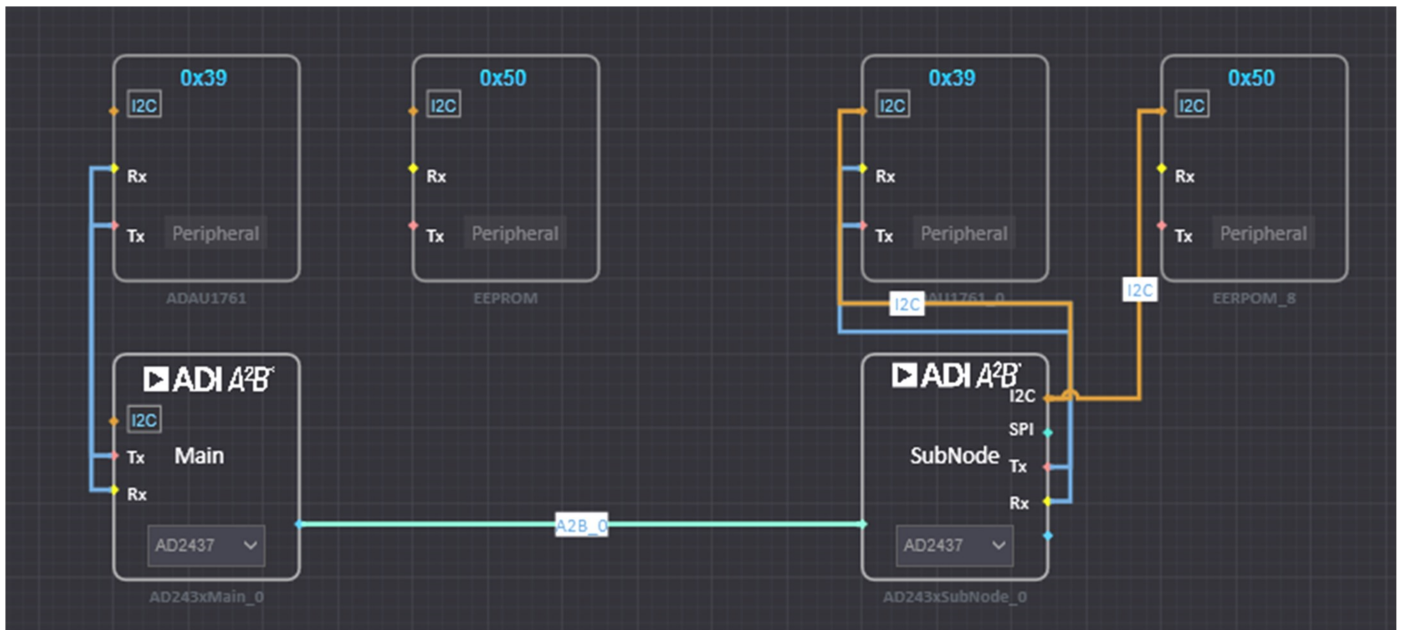 0x39
I2C
Rx
Tx
Peripheral
ADAU1761
0x50
I2C
Rx
Tx
Peripheral
EEPROM
0x39
I2C
Rx
Tx
Peripheral
AU1761_0
0x50
I2C
Rx
Tx
Peripheral
EERPOM_8
I2C
I2C
ADI A²B
I2C
Main
Tx
Rx
AD2437
AD243xMain_0
A2B_0
ADI A²B
I2C
SPI
SubNode
Tx
Rx
AD2437
AD243xSubNode_0